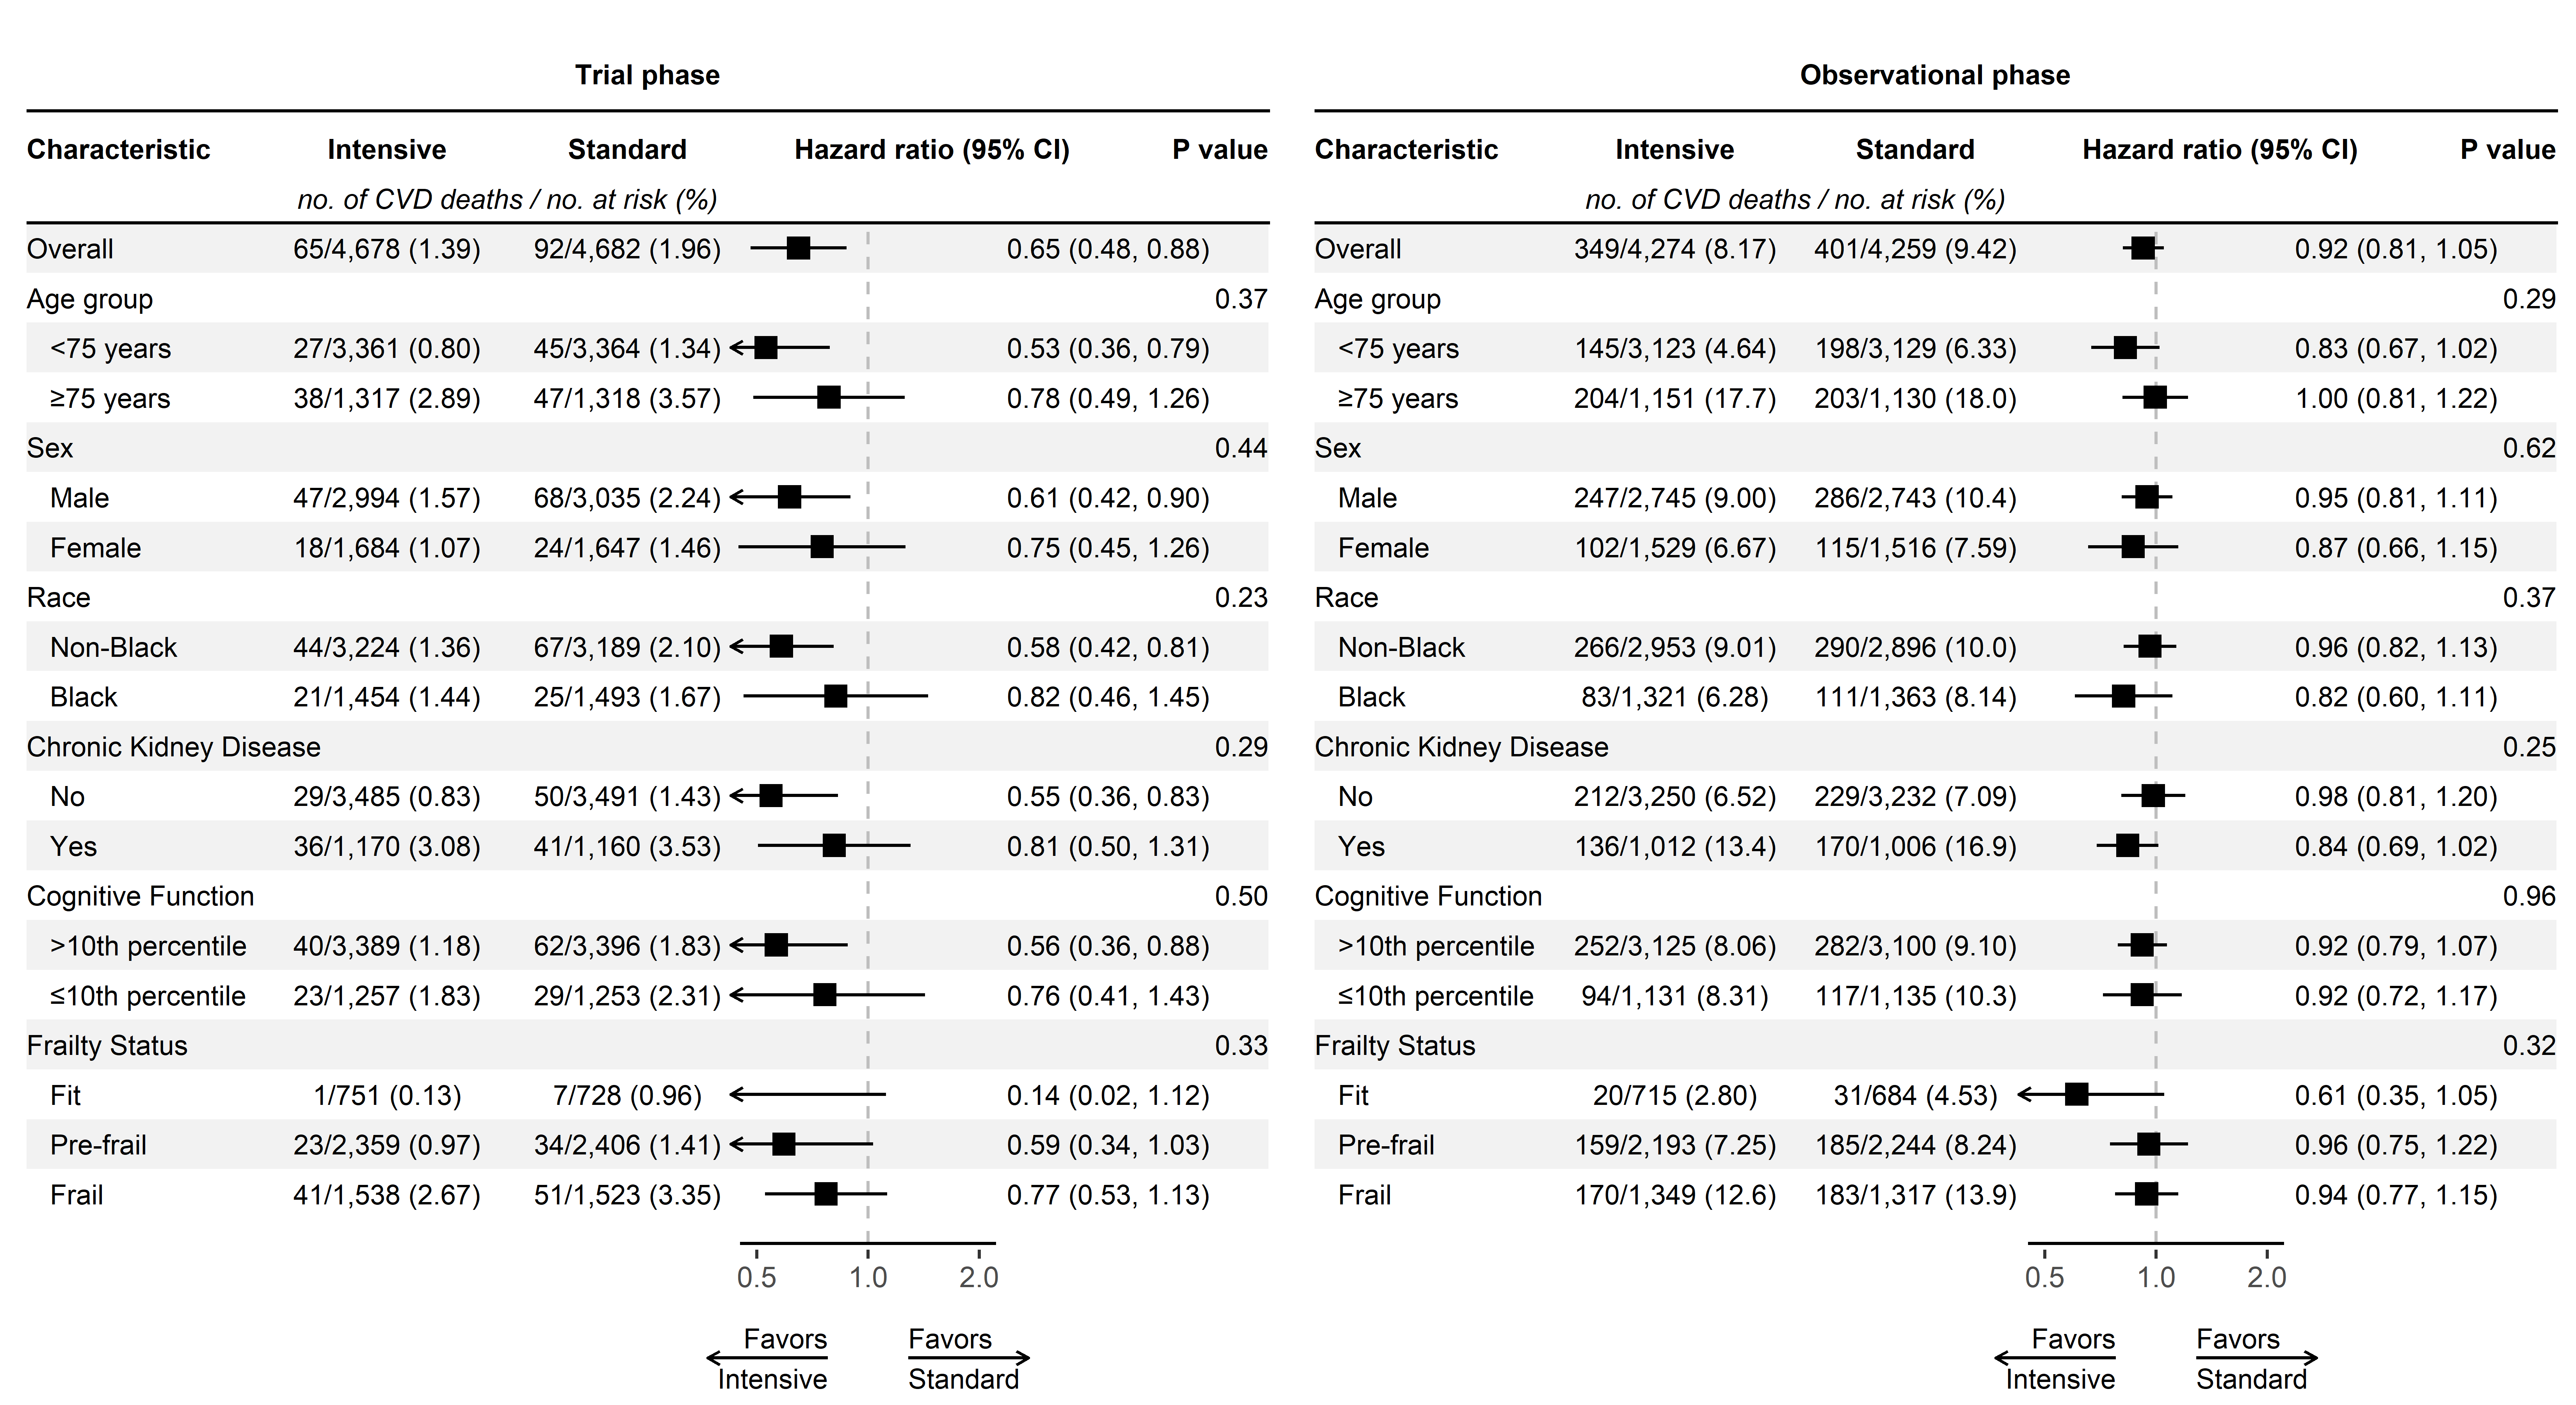 Trial phase
Characteristic Intensive Standard Hazard ratio (95% CI) P value
no. of CVD deaths / no. at risk (%)
Overall 65/4,678 (1.39) 92/4,682 (1.96) 0.65 (0.48, 0.88)
Age group 0.37
<75 years 27/3,361 (0.80) 45/3,364 (1.34) 0.53 (0.36, 0.79)
≥75 years 38/1,317 (2.89) 47/1,318 (3.57) 0.78 (0.49, 1.26)
Sex 0.44
Male 47/2,994 (1.57) 68/3,035 (2.24) 0.61 (0.42, 0.90)
Female 18/1,684 (1.07) 24/1,647 (1.46) 0.75 (0.45, 1.26)
Race 0.23
Non-Black 44/3,224 (1.36) 67/3,189 (2.10) 0.58 (0.42, 0.81)
Black 21/1,454 (1.44) 25/1,493 (1.67) 0.82 (0.46, 1.45)
Chronic Kidney Disease 0.29
No 29/3,485 (0.83) 50/3,491 (1.43) 0.55 (0.36, 0.83)
Yes 36/1,170 (3.08) 41/1,160 (3.53) 0.81 (0.50, 1.31)
Cognitive Function 0.50
>10th percentile 40/3,389 (1.18) 62/3,396 (1.83) 0.56 (0.36, 0.88)
≤10th percentile 23/1,257 (1.83) 29/1,253 (2.31) 0.76 (0.41, 1.43)
Frailty Status 0.33
Fit 1/751 (0.13) 7/728 (0.96) 0.14 (0.02, 1.12)
Pre-frail 23/2,359 (0.97) 34/2,406 (1.41) 0.59 (0.34, 1.03)
Frail 41/1,538 (2.67) 51/1,523 (3.35) 0.77 (0.53, 1.13)
0.5 1.0 2.0
Favors Favors
Intensive Standard
Observational phase
Characteristic Intensive Standard Hazard ratio (95% CI) P value
no. of CVD deaths / no. at risk (%)
Overall 349/4,274 (8.17) 401/4,259 (9.42) 0.92 (0.81, 1.05)
Age group 0.29
<75 years 145/3,123 (4.64) 198/3,129 (6.33) 0.83 (0.67, 1.02)
≥75 years 204/1,151 (17.7) 203/1,130 (18.0) 1.00 (0.81, 1.22)
Sex 0.62
Male 247/2,745 (9.00) 286/2,743 (10.4) 0.95 (0.81, 1.11)
Female 102/1,529 (6.67) 115/1,516 (7.59) 0.87 (0.66, 1.15)
Race 0.37
Non-Black 266/2,953 (9.01) 290/2,896 (10.0) 0.96 (0.82, 1.13)
Black 83/1,321 (6.28) 111/1,363 (8.14) 0.82 (0.60, 1.11)
Chronic Kidney Disease 0.25
No 212/3,250 (6.52) 229/3,232 (7.09) 0.98 (0.81, 1.20)
Yes 136/1,012 (13.4) 170/1,006 (16.9) 0.84 (0.69, 1.02)
Cognitive Function 0.96
>10th percentile 252/3,125 (8.06) 282/3,100 (9.10) 0.92 (0.79, 1.07)
≤10th percentile 94/1,131 (8.31) 117/1,135 (10.3) 0.92 (0.72, 1.17)
Frailty Status 0.32
Fit 20/715 (2.80) 31/684 (4.53) 0.61 (0.35, 1.05)
Pre-frail 159/2,193 (7.25) 185/2,244 (8.24) 0.96 (0.75, 1.22)
Frail 170/1,349 (12.6) 183/1,317 (13.9) 0.94 (0.77, 1.15)
0.5 1.0 2.0
Favors Favors
Intensive Standard